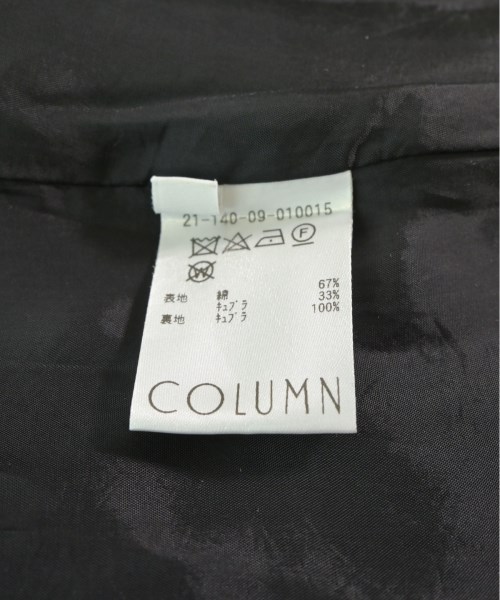 21-140-09-010015
F
W
表地 綿 67%
ｷｭﾌﾟﾗ 33%
裏地 ｷｭﾌﾟﾗ 100%
COLUMN